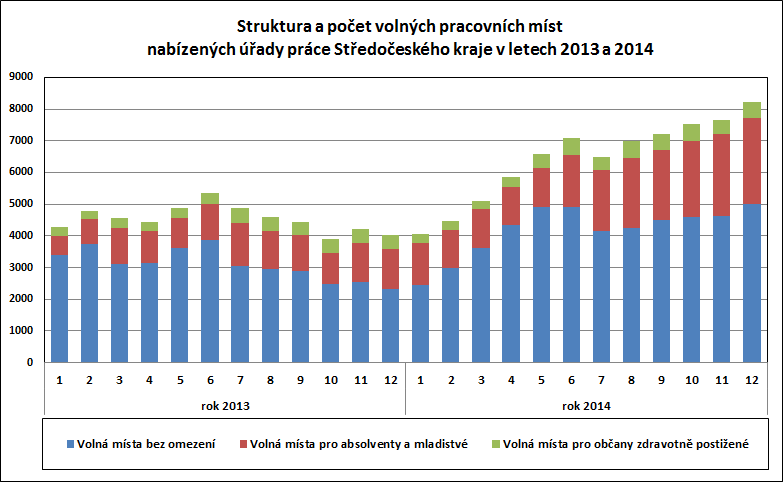 Struktura a počet volných pracovních míst
nabízených úřady práce Středočeského kraje v letech 2013 a 2014
9000
8000
7000
6000
5000
4000
3000
2000
1000
0
1 2 3 4 5 6 7 8 9 10 11 12 1 2 3 4 5 6 7 8 9 10 11 12
rok 2013 rok 2014
Volná místa bez omezení Volná místa pro absolventy a mladistvé Volná místa pro občany zdravotně postižené